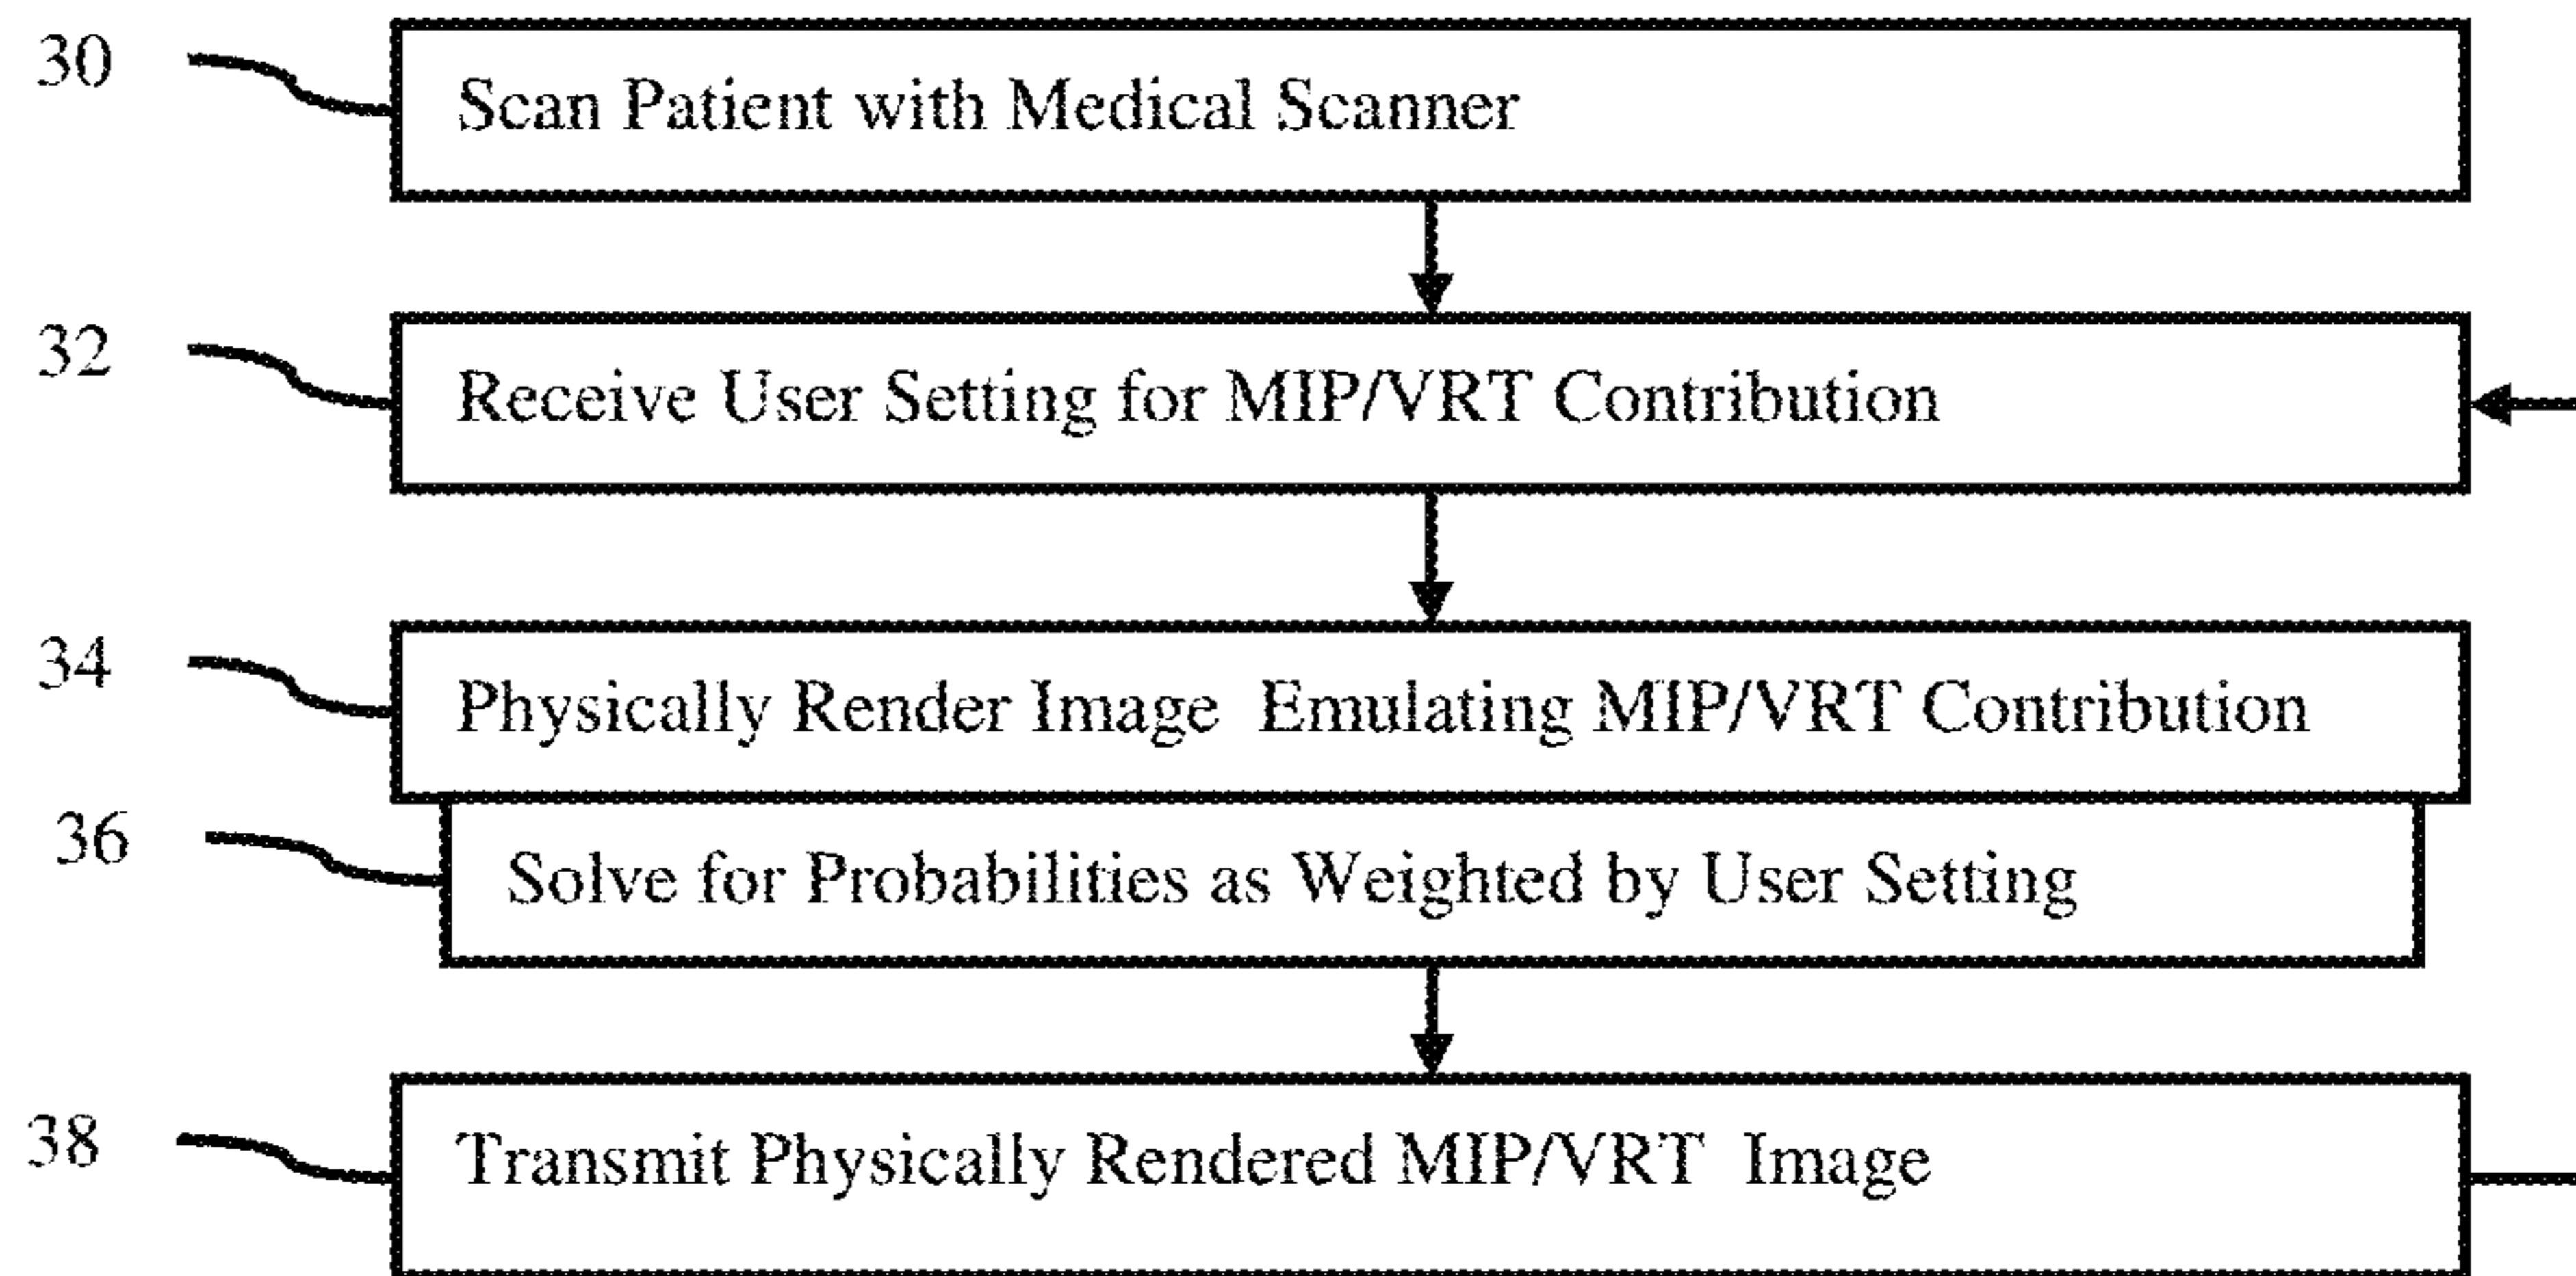 30
Scan Patient with Medical Scanner
32
Receive User Setting for MIP/VRT Contribution
34
Physically Render Image Emulating MIP/VRT Contribution
36
Solve for Probabilities as Weighted by User Setting
38
Transmit Physically Rendered MIP/VRT Image